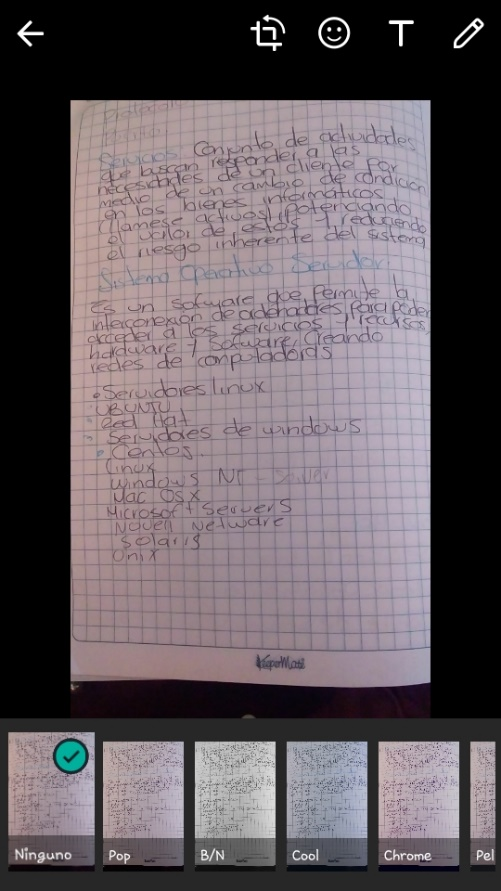 Servicios: Conjunto de actividades
que buscan responder a las
necesidades de un cliente por
medio de un cambio de condición
en los bienes informáticos
(llamese activos) potenciando
el valor de estos y reduciendo
el riesgo inherente del sistema
Sistema Operativo Servidor:
Es un sofware que permite la
interconexión de ordenadores para poder
acceder a los servicios y recursos,
hardware y Software, creando
redes de computadoras
Servidores linux
UBUNTU
Red Hat
Servidores de windows
Centos.
linux
windows NT - Server
Mac OSX
Microsoft Servers
Novell Netware
Solaris
Unix
Ninguno
Pop
B/N
Cool
Chrome
Pel
T